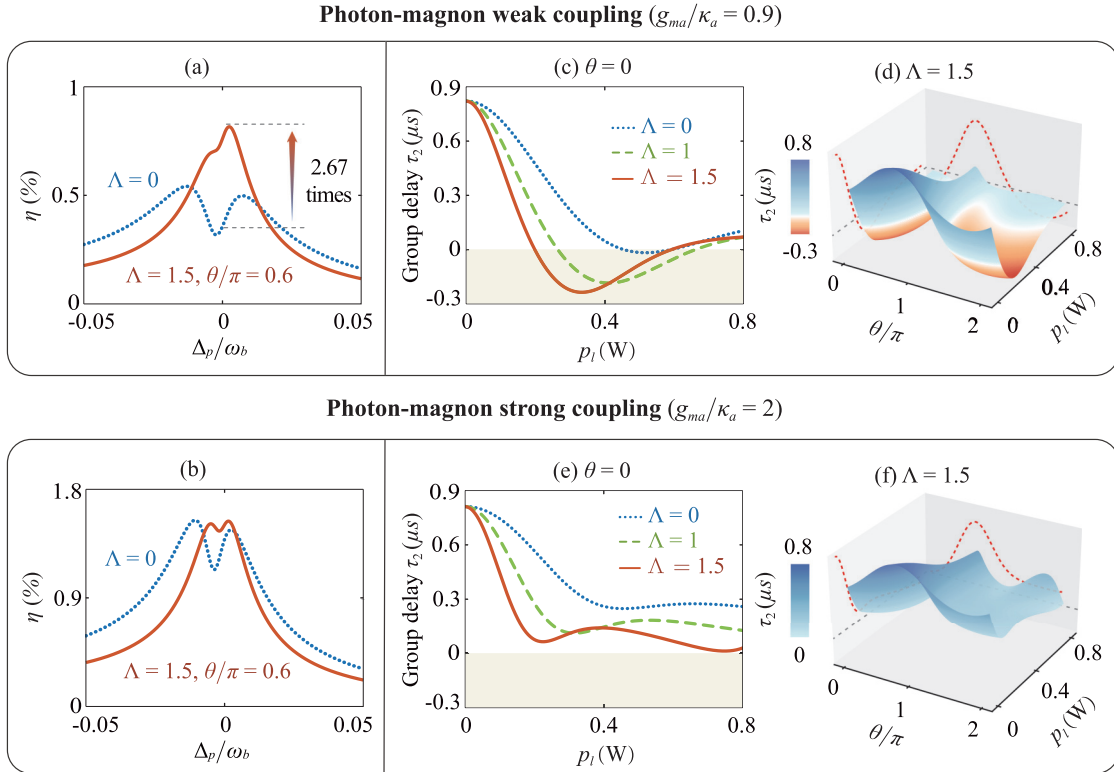 Photon-magnon weak coupling (g_ma/κ_a = 0.9)
(a)
1
0.5
0
η (%)
Λ = 0
2.67
times
Λ = 1.5, θ/π = 0.6
-0.05
0
0.05
Δ_p/ω_b
(c) θ = 0
0.9
0.6
0.3
0
-0.3
Group delay τ_2 (μs)
Λ = 0
Λ = 1
Λ = 1.5
0
0.4
0.8
p_l (W)
(d) Λ = 1.5
0.8
-0.3
τ_2 (μs)
0
1
2
θ/π
0
0.4
0.8
p_l (W)
Photon-magnon strong coupling (g_ma/κ_a = 2)
(b)
1.8
0.9
0
η (%)
Λ = 0
Λ = 1.5, θ/π = 0.6
-0.05
0
0.05
Δ_p/ω_b
(e) θ = 0
0.9
0.6
0.3
0
-0.3
Group delay τ_2 (μs)
Λ = 0
Λ = 1
Λ = 1.5
0
0.4
0.8
p_l (W)
(f) Λ = 1.5
0.8
0
τ_2 (μs)
0
1
2
θ/π
0
0.4
0.8
p_l (W)